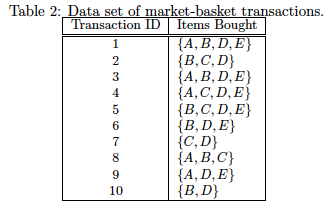 Table 2: Data set of market-basket transactions.
Transaction ID Items Bought
1 {A, B, D, E}
2 {B, C, D}
3 {A, B, D, E}
4 {A, C, D, E}
5 {B, C, D, E}
6 {B, D, E}
7 {C, D}
8 {A, B, C}
9 {A, D, E}
10 {B, D}